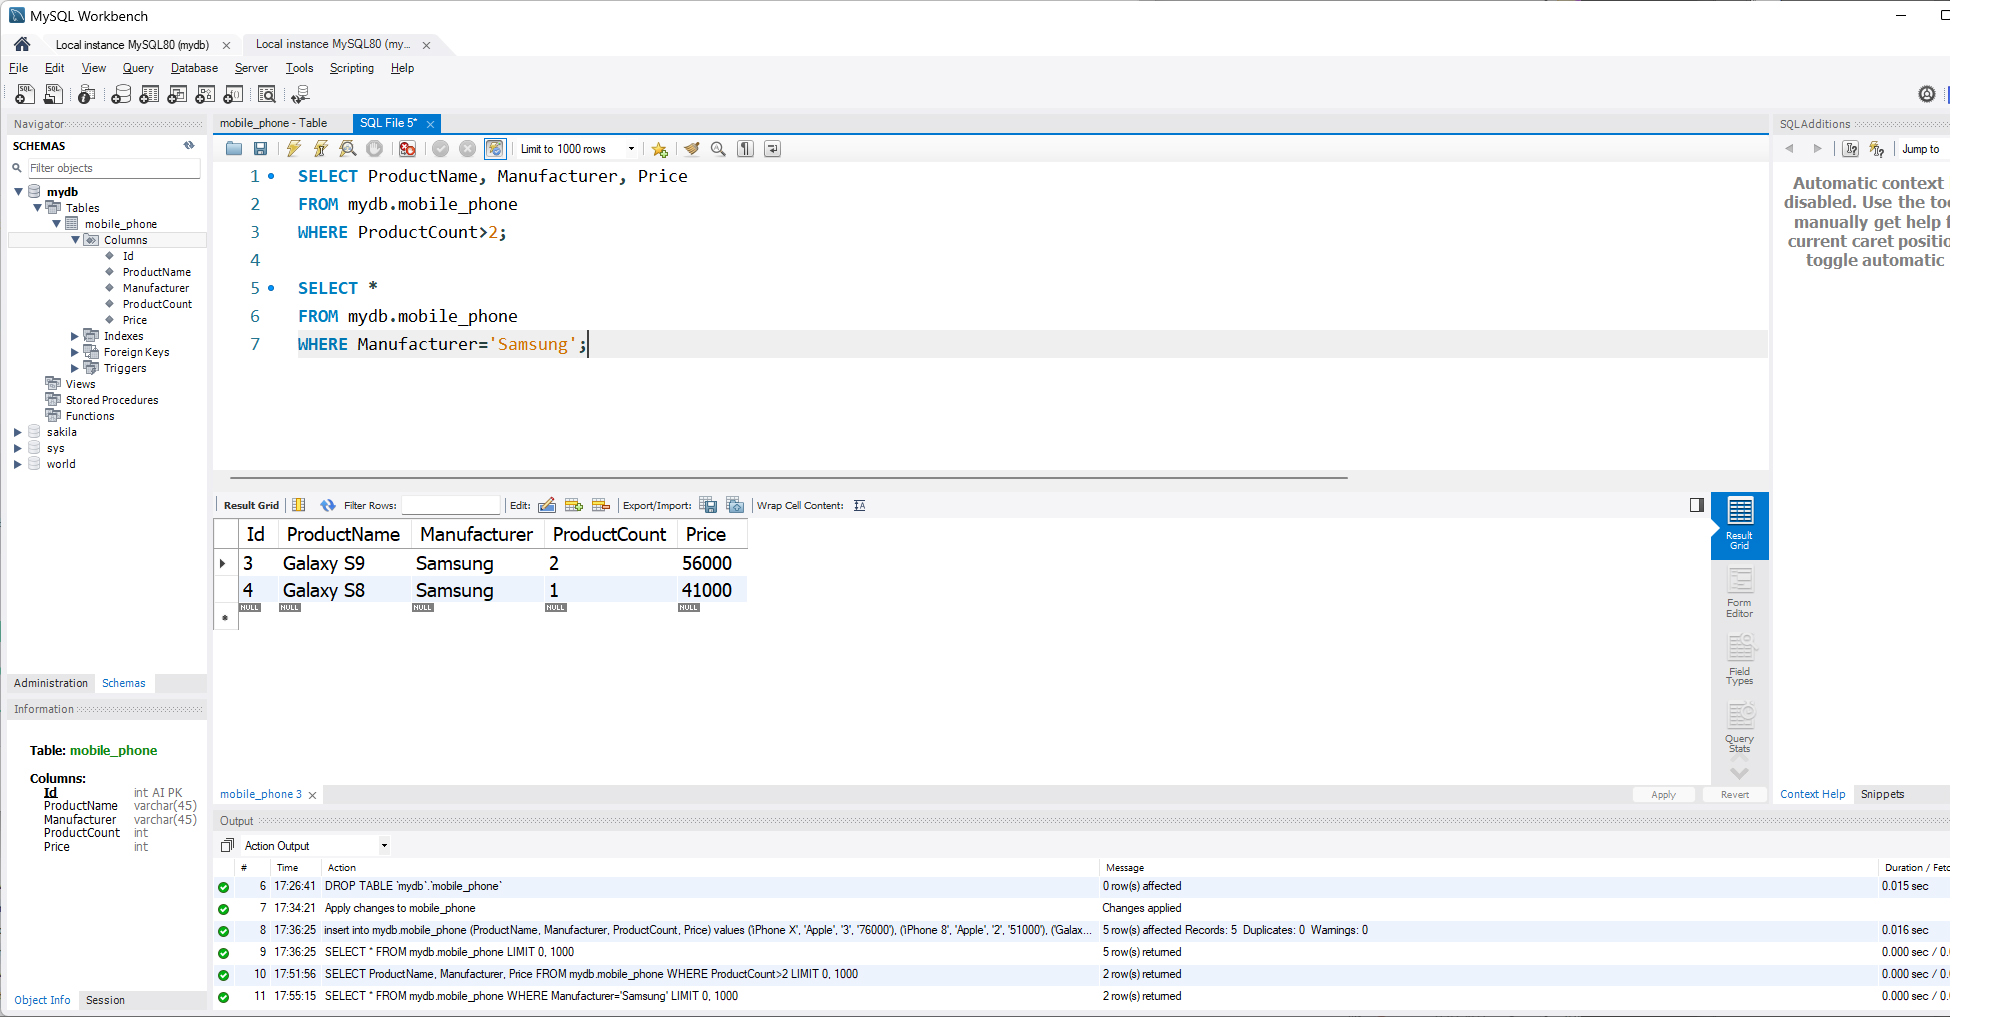 MySQL Workbench
Local instance MySQL80 (mydb)
Local instance MySQL80 (my...
File Edit View Query Database Server Tools Scripting Help
Navigator
SCHEMAS
Filter objects
mydb
Tables
mobile_phone
Columns
Id
ProductName
Manufacturer
ProductCount
Price
Indexes
Foreign Keys
Triggers
Views
Stored Procedures
Functions
sakila
sys
world
Administration Schemas
Information
Table: mobile_phone
Columns:
Id int AI PK
ProductName varchar(45)
Manufacturer varchar(45)
ProductCount int
Price int
Object Info Session
mobile_phone - Table
SQL File 5*
Limit to 1000 rows
1 SELECT ProductName, Manufacturer, Price
2 FROM mydb.mobile_phone
3 WHERE ProductCount>2;
4
5 SELECT *
6 FROM mydb.mobile_phone
7 WHERE Manufacturer='Samsung';
Result Grid Filter Rows: Edit: Export/Import: Wrap Cell Content:
Id ProductName Manufacturer ProductCount Price
3 Galaxy S9 Samsung 2 56000
4 Galaxy S8 Samsung 1 41000
NULL NULL NULL NULL NULL
Result
Grid
Form
Editor
Field
Types
Query
Stats
mobile_phone 3
Apply Revert
SQLAdditions
Jump to
Automatic context
disabled. Use the too
manually get help f
current caret positio
toggle automatic
Context Help Snippets
Output
Action Output
# Time Action Message Duration / Fetc
6 17:26:41 DROP TABLE `mydb`.`mobile_phone` 0 row(s) affected 0.015 sec
7 17:34:21 Apply changes to mobile_phone Changes applied
8 17:36:25 insert into mydb.mobile_phone (ProductName, Manufacturer, ProductCount, Price) values ('iPhone X', 'Apple', '3', '76000'), ('iPhone 8', 'Apple', '2', '51000'), ('Galax... 5 row(s) affected Records: 5 Duplicates: 0 Warnings: 0 0.016 sec
9 17:36:25 SELECT * FROM mydb.mobile_phone LIMIT 0, 1000 5 row(s) returned 0.000 sec / 0.
10 17:51:56 SELECT ProductName, Manufacturer, Price FROM mydb.mobile_phone WHERE ProductCount>2 LIMIT 0, 1000 2 row(s) returned 0.000 sec / 0.
11 17:55:15 SELECT * FROM mydb.mobile_phone WHERE Manufacturer='Samsung' LIMIT 0, 1000 2 row(s) returned 0.000 sec / 0.